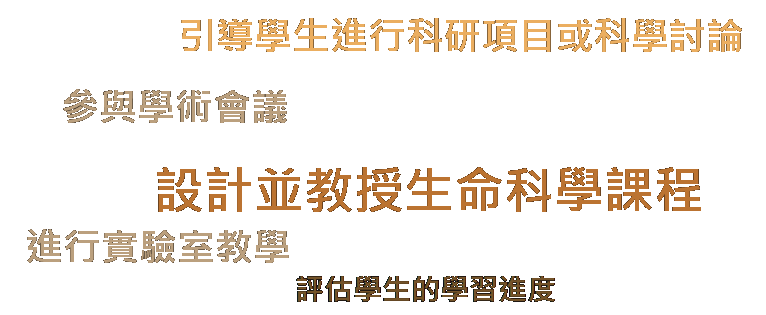 引導學生進行科研項目或科學討論
參與學術會議
設計並教授生命科學課程
進行實驗室教學
評估學生的學習進度